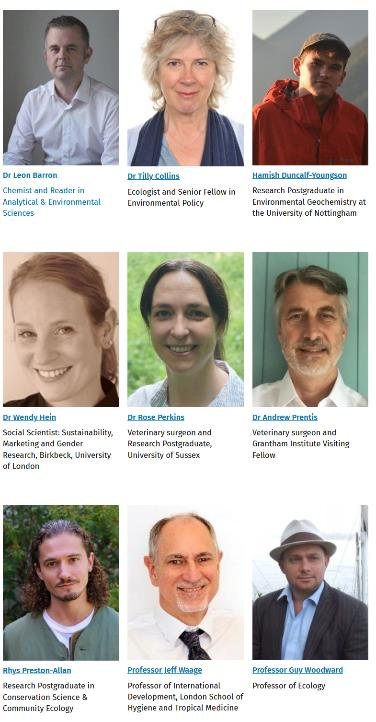 Dr Leon Barron
Chemist and Reader in
Analytical & Environmental
Sciences
Dr Tilly Collins
Ecologist and Senior Fellow in
Environmental Policy
Hamish Duncalf-Youngson
Research Postgraduate in
Environmental Geochemistry at
the University of Nottingham
Dr Wendy Hein
Social Scientist: Sustainability,
Marketing and Gender
Research, Birkbeck, University
of London
Dr Rose Perkins
Veterinary surgeon and
Research Postgraduate,
University of Sussex
Dr Andrew Prentis
Veterinary surgeon and
Grantham Institute Visiting
Fellow
Rhys Preston-Allan
Research Postgraduate in
Conservation Science &
Community Ecology
Professor Jeff Waage
Professor of International
Development, London School of
Hygiene and Tropical Medicine
Professor Guy Woodward
Professor of Ecology